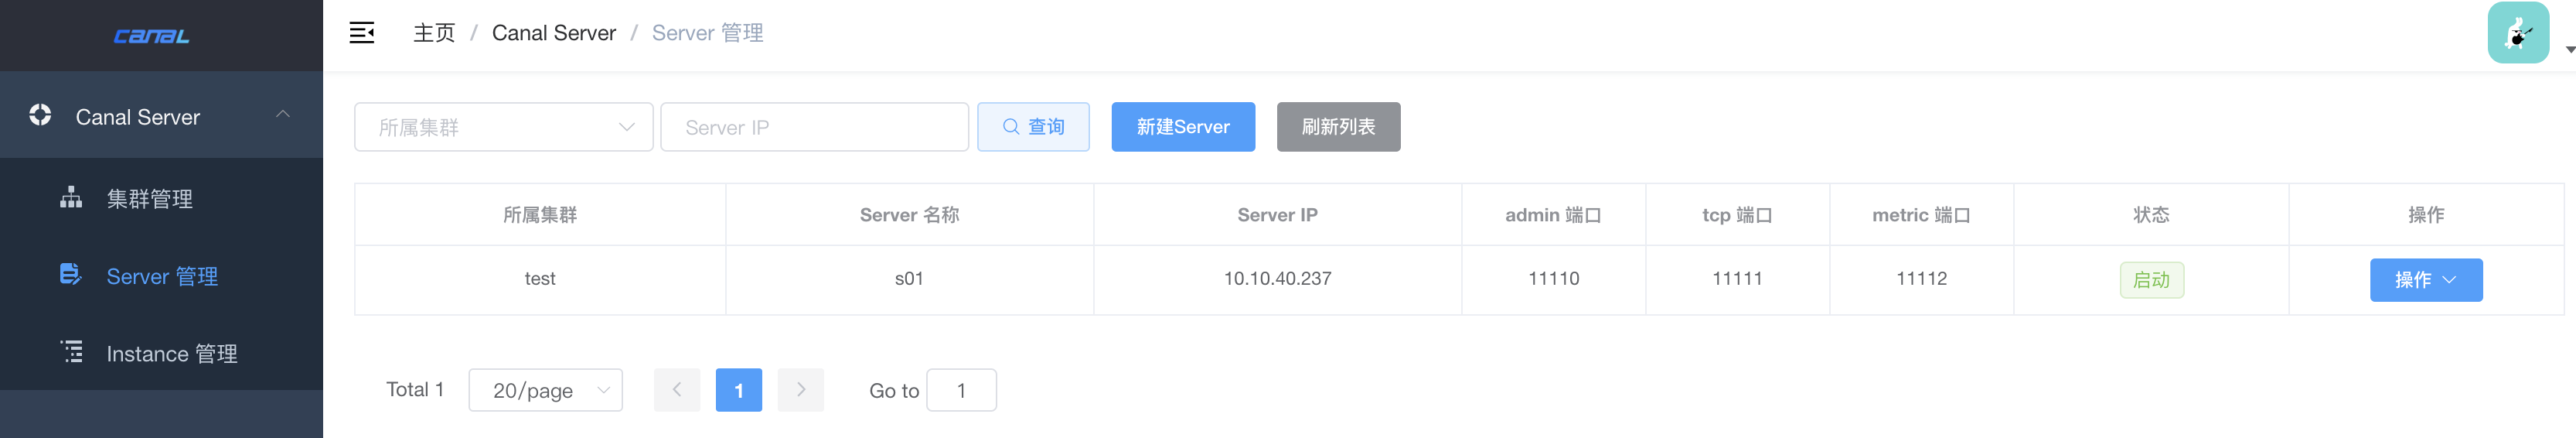 CANAL
主页 / Canal Server / Server 管理
Canal Server
集群管理
Server 管理
Instance 管理
所属集群 Server IP 查询 新建Server 刷新列表
所属集群 Server 名称 Server IP admin 端口 tcp 端口 metric 端口 状态 操作
test s01 10.10.40.237 11110 11111 11112 启动 操作
Total 1 20/page 1 Go to 1